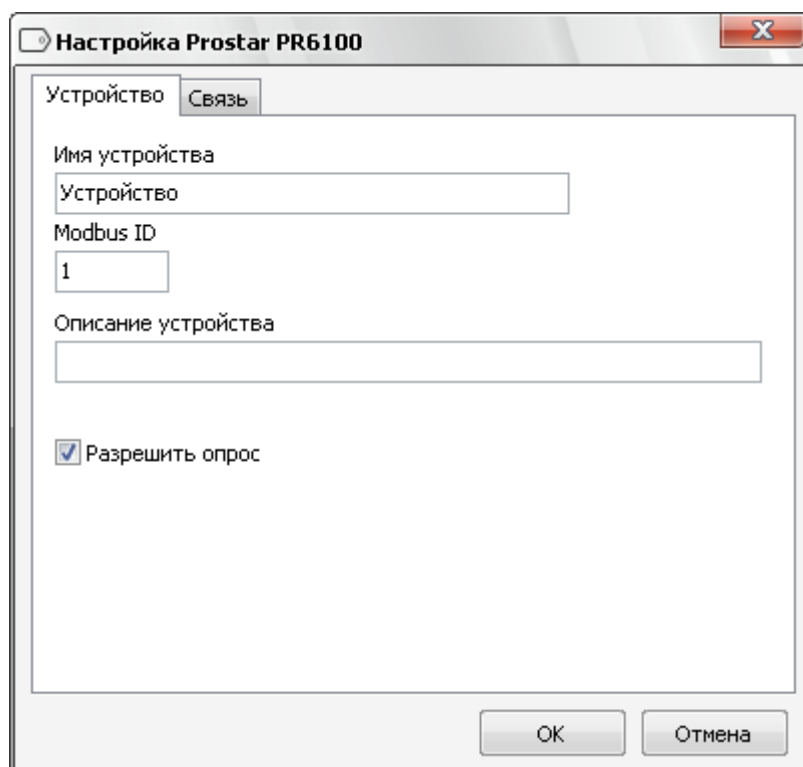 Настройка Prostar PR6100
Устройство Связь
Имя устройства
Устройство
Modbus ID
1
Описание устройства
Разрешить опрос
OK Отмена